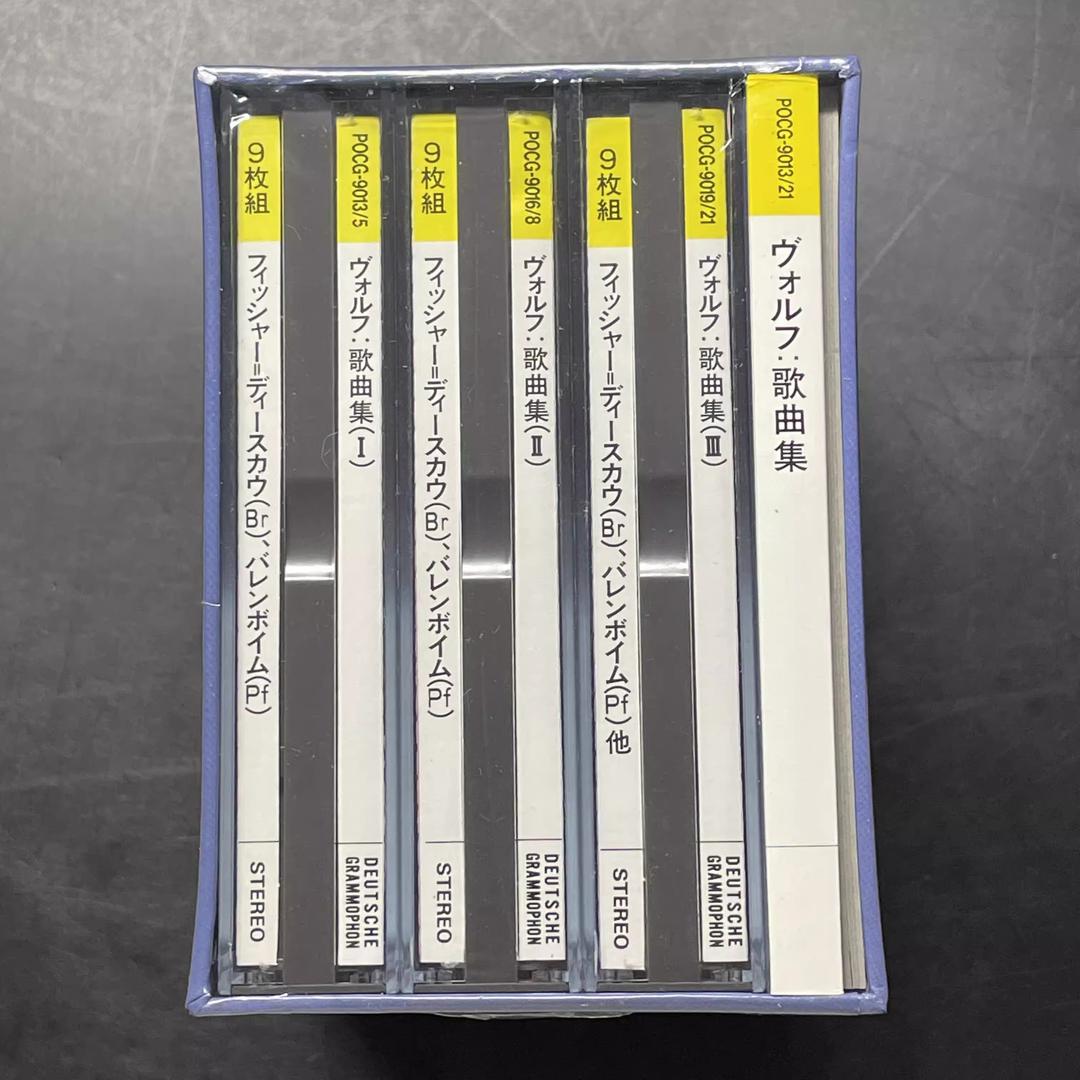 9枚組
フィッシャー=ディースカウ(Br)、バレンボイム(Pf)
STEREO
POCG-9013/5
ヴォルフ:歌曲集(Ⅰ)
DEUTSCHE
GRAMMOPHON
9枚組
フィッシャー=ディースカウ(Br)、バレンボイム(Pf)
STEREO
POCG-9016/8
ヴォルフ:歌曲集(Ⅱ)
DEUTSCHE
GRAMMOPHON
9枚組
フィッシャー=ディースカウ(Br)、バレンボイム(Pf)他
STEREO
POCG-9019/21
ヴォルフ:歌曲集(Ⅲ)
DEUTSCHE
GRAMMOPHON
POCG-9013/21
ヴォルフ:歌曲集